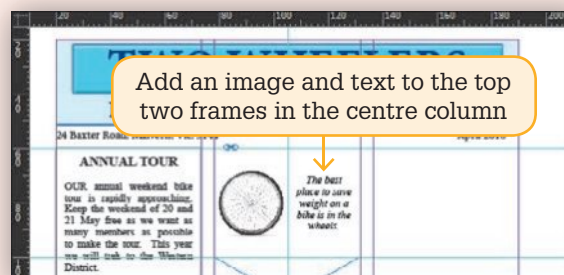 20 40 60 80 100 120 140 160 180 200
TWO WHEELERS
Add an image and text to the top
two frames in the centre column
24 Baxter Road,
April 2016
ANNUAL TOUR
OUR annual weekend bike
tour is rapidly approaching.
Keep the weekend of 20 and
21 May free as we want as
many members as possible
to make the tour. This year
we will trek to the Western
District.
The best
place to save
weight on a
bike is in the
wheels